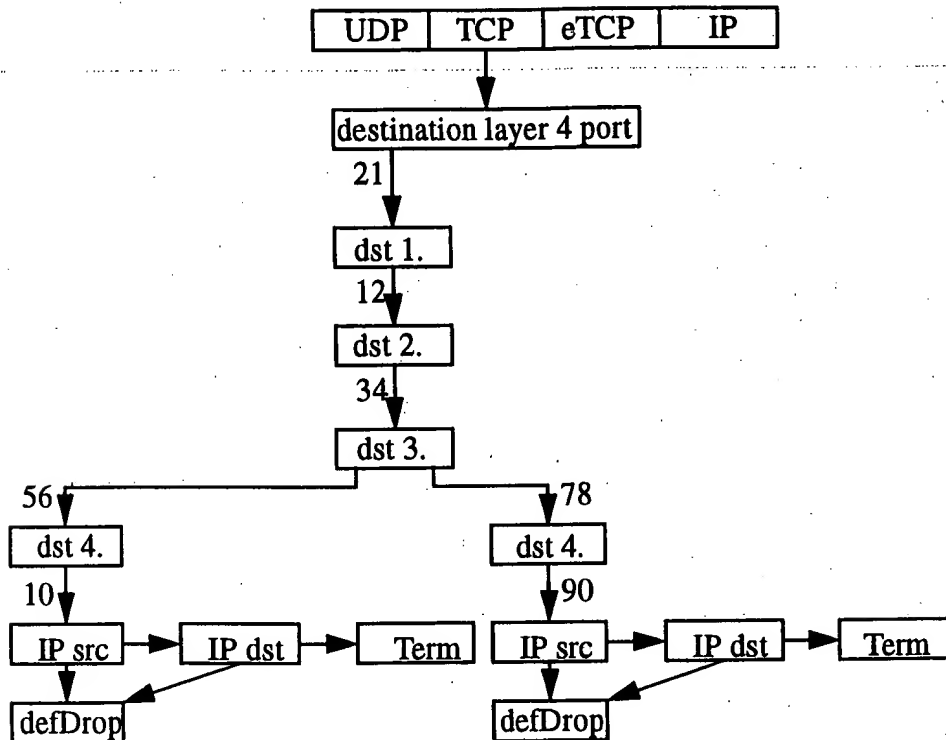 UDP TCP eTCP IP
destination layer 4 port
21
dst 1.
12
dst 2.
34
dst 3.
56 78
dst 4. dst 4.
10 90
IP src IP dst Term IP src IP dst Term
defDrop defDrop